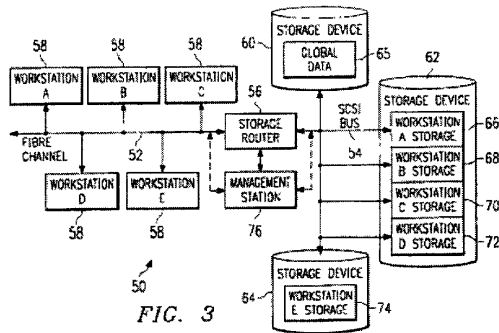 58
58
58
WORKSTATION
A
WORKSTATION
B
WORKSTATION
C
FIBRE
CHANNEL
52
WORKSTATION
D
WORKSTATION
E
58
58
56
STORAGE
ROUTER
MANAGEMENT
STATION
76
SCSI
BUS
54
60
STORAGE DEVICE
GLOBAL
DATA
65
62
STORAGE DEVICE
WORKSTATION
A STORAGE
66
WORKSTATION
B STORAGE
68
WORKSTATION
C STORAGE
70
WORKSTATION
D STORAGE
72
STORAGE DEVICE
64
WORKSTATION
E STORAGE
74
50
FIG. 3